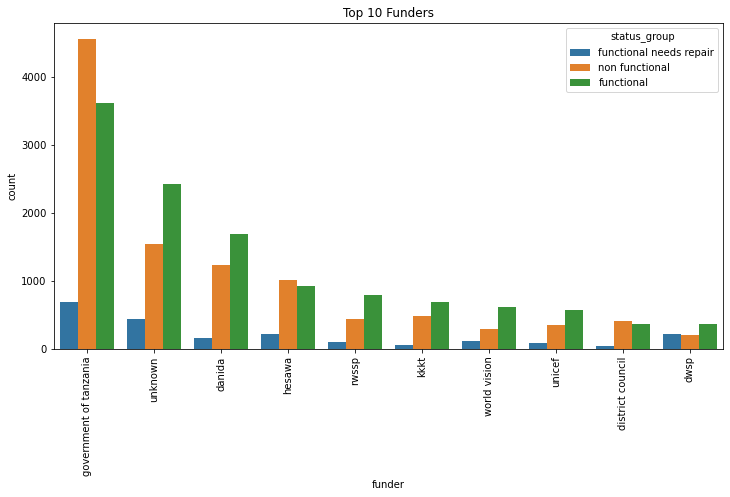 Top 10 Funders
status_group
functional needs repair
non functional
functional
count
4000
3000
2000
1000
0
government of tanzania
unknown
danida
hesawa
rwssp
kkkt
world vision
unicef
district council
dwsp
funder